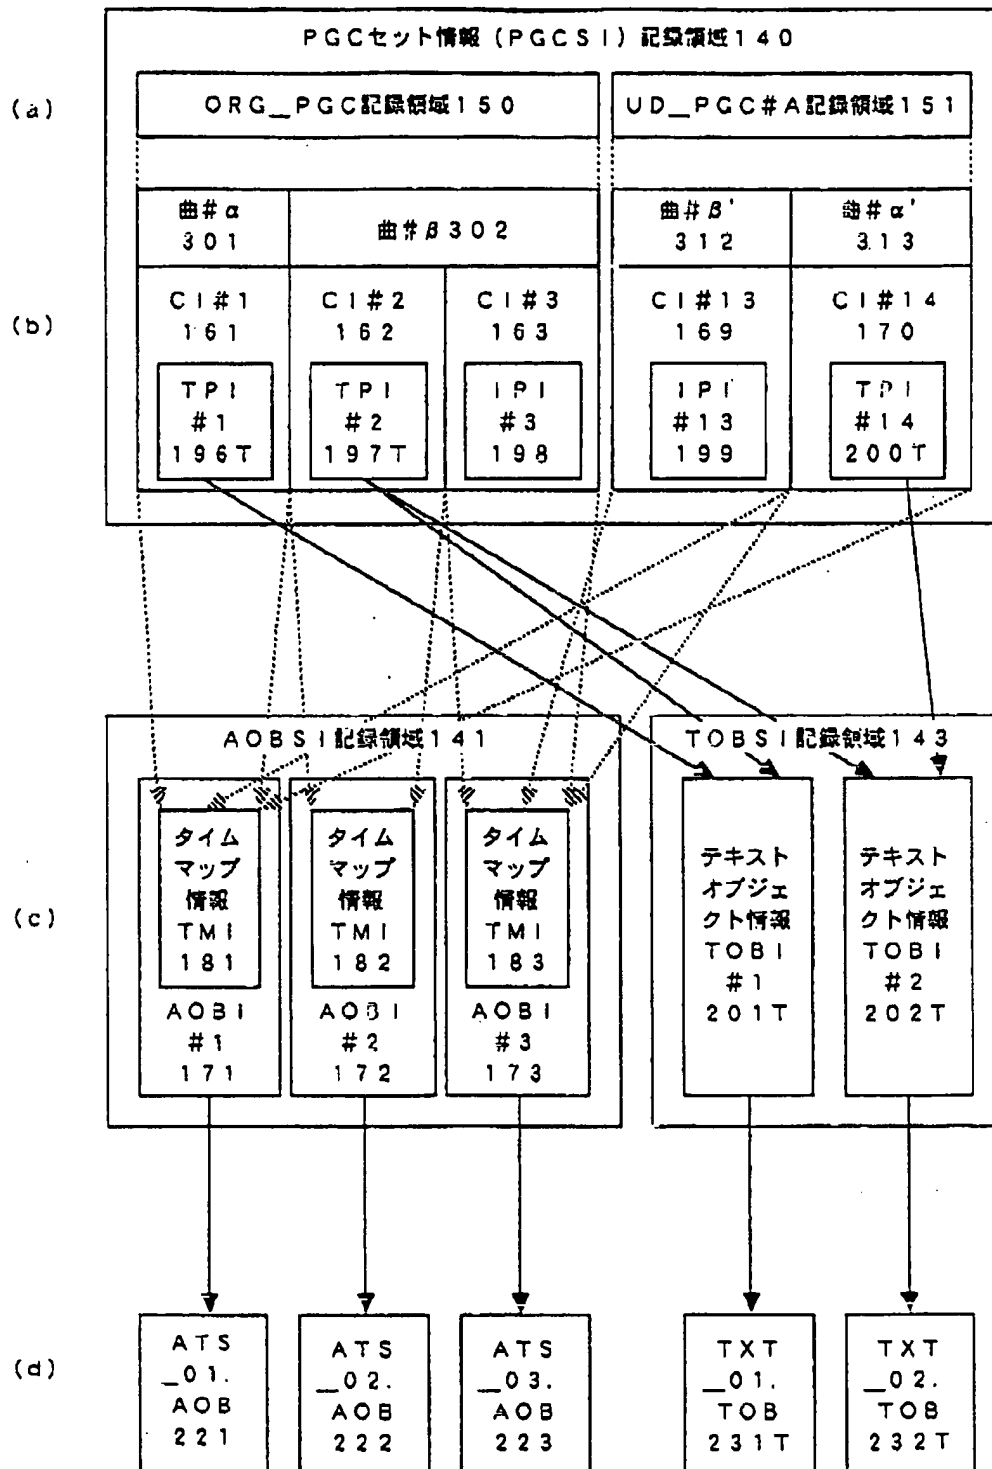 PGCセット情報(PGCSI)記録領域140
(a)
ORG__PGC記録領域150
UD__PGC#A記録領域151
曲#α
301
曲#β302
曲#β'
312
曲#α'
313
(b)
CI#1
161
CI#2
162
CI#3
163
CI#13
169
CI#14
170
TPI
#1
196T
TPI
#2
197T
IPI
#3
198
IPI
#13
199
TPI
#14
200T
AOBSI記録領域141
TOBSI記録領域143
(c)
タイム
マップ
情報
TMI
181
タイム
マップ
情報
TMI
182
タイム
マップ
情報
TMI
183
AOBI
#1
171
AOBI
#2
172
AOBI
#3
173
テキスト
オブジェ
クト情報
TOBI
#1
201T
テキスト
オブジェ
クト情報
TOBI
#2
202T
(d)
ATS
__01.
AOB
221
ATS
__02.
AOB
222
ATS
__03.
AOB
223
TXT
__01.
TOB
231T
TXT
__02.
TOB
232T